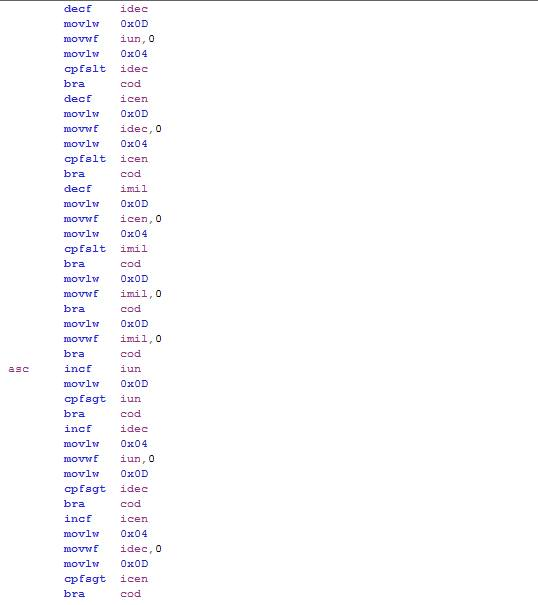 decf idec
movlw 0x0D
movwf iun,0
movlw 0x04
cpfslt idec
bra cod
decf icen
movlw 0x0D
movwf idec,0
movlw 0x04
cpfslt icen
bra cod
decf imil
movlw 0x0D
movwf icen,0
movlw 0x04
cpfslt imil
bra cod
movlw 0x0D
movwf imil,0
bra cod
movlw 0x0D
movwf imil,0
bra cod
asc incf iun
movlw 0x0D
cpfsgt iun
bra cod
incf idec
movlw 0x04
movwf iun,0
movlw 0x0D
cpfsgt idec
bra cod
incf icen
movlw 0x04
movwf idec,0
movlw 0x0D
cpfsgt icen
bra cod